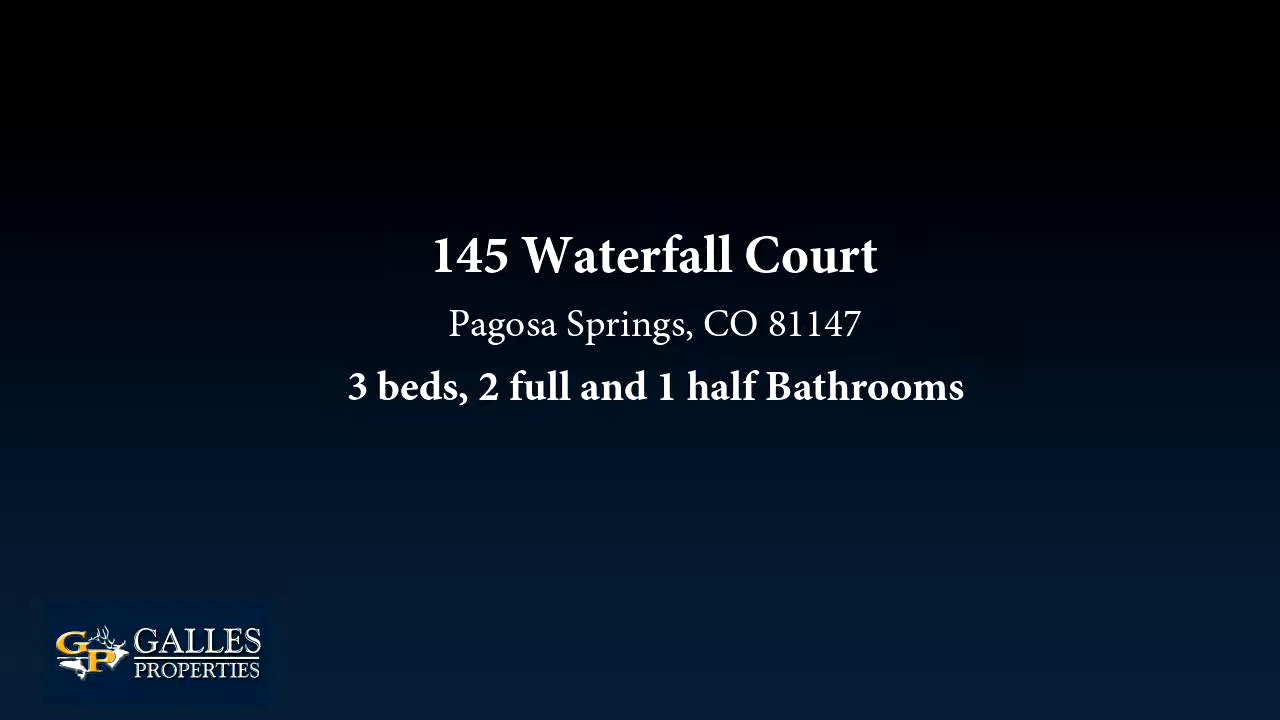 145 Waterfall Court
Pagosa Springs, CO 81147
3 beds, 2 full and 1 half Bathrooms
GP GALLES
PROPERTIES